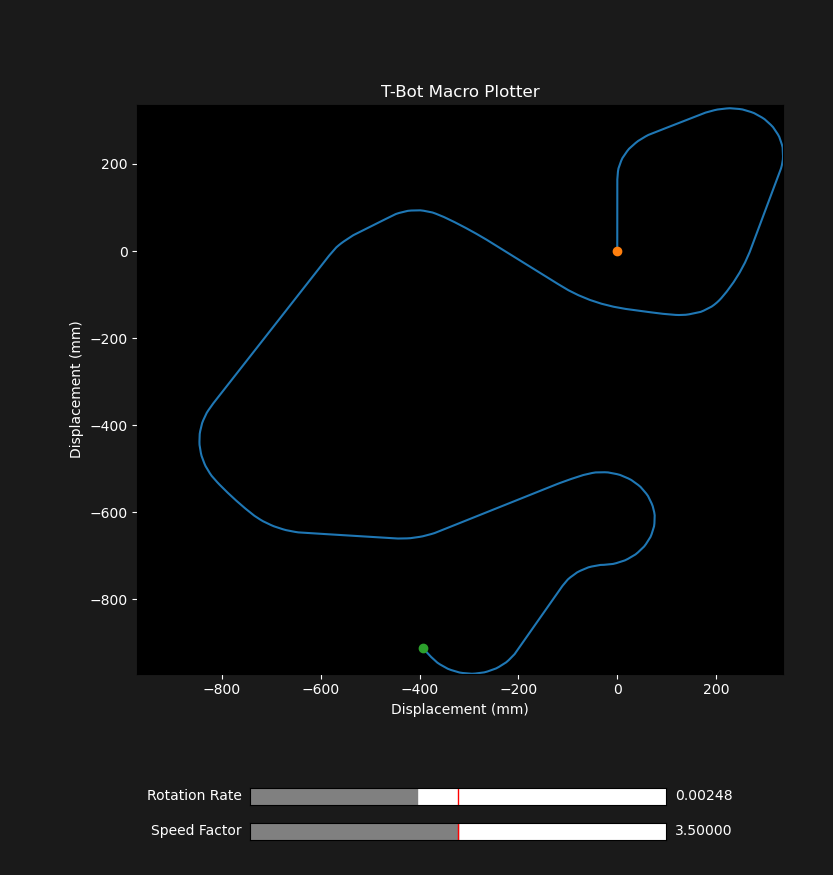 T-Bot Macro Plotter
200
0
−200
−400
−600
−800
Displacement (mm)
−800 −600 −400 −200 0 200
Displacement (mm)
Rotation Rate 0.00248
Speed Factor 3.50000